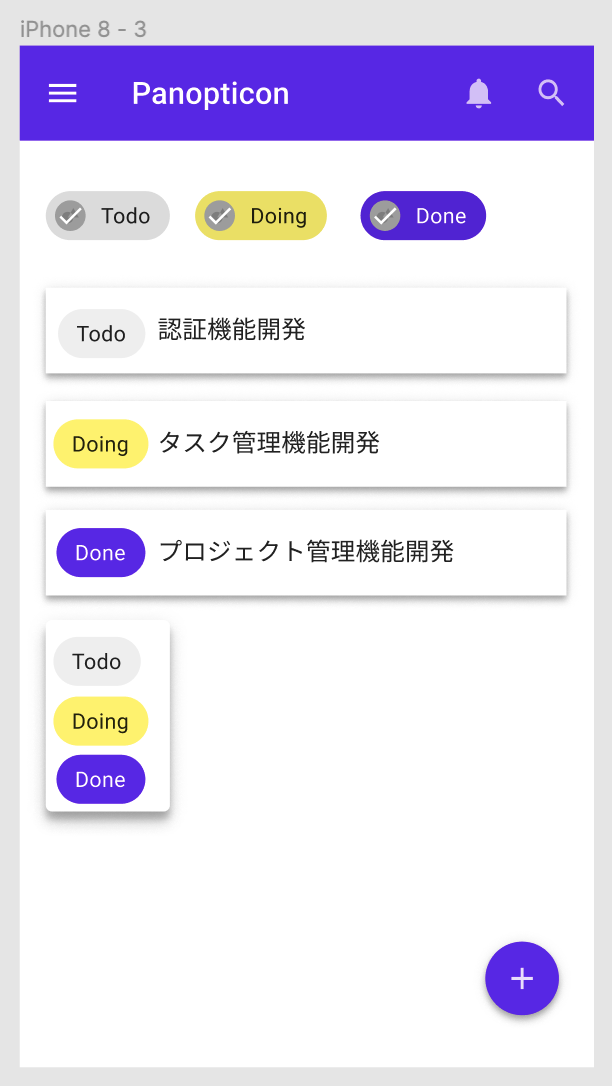 iPhone 8 - 3
Panopticon
Todo Doing Done
Todo 認証機能開発
Doing タスク管理機能開発
Done プロジェクト管理機能開発
Todo
Doing
Done